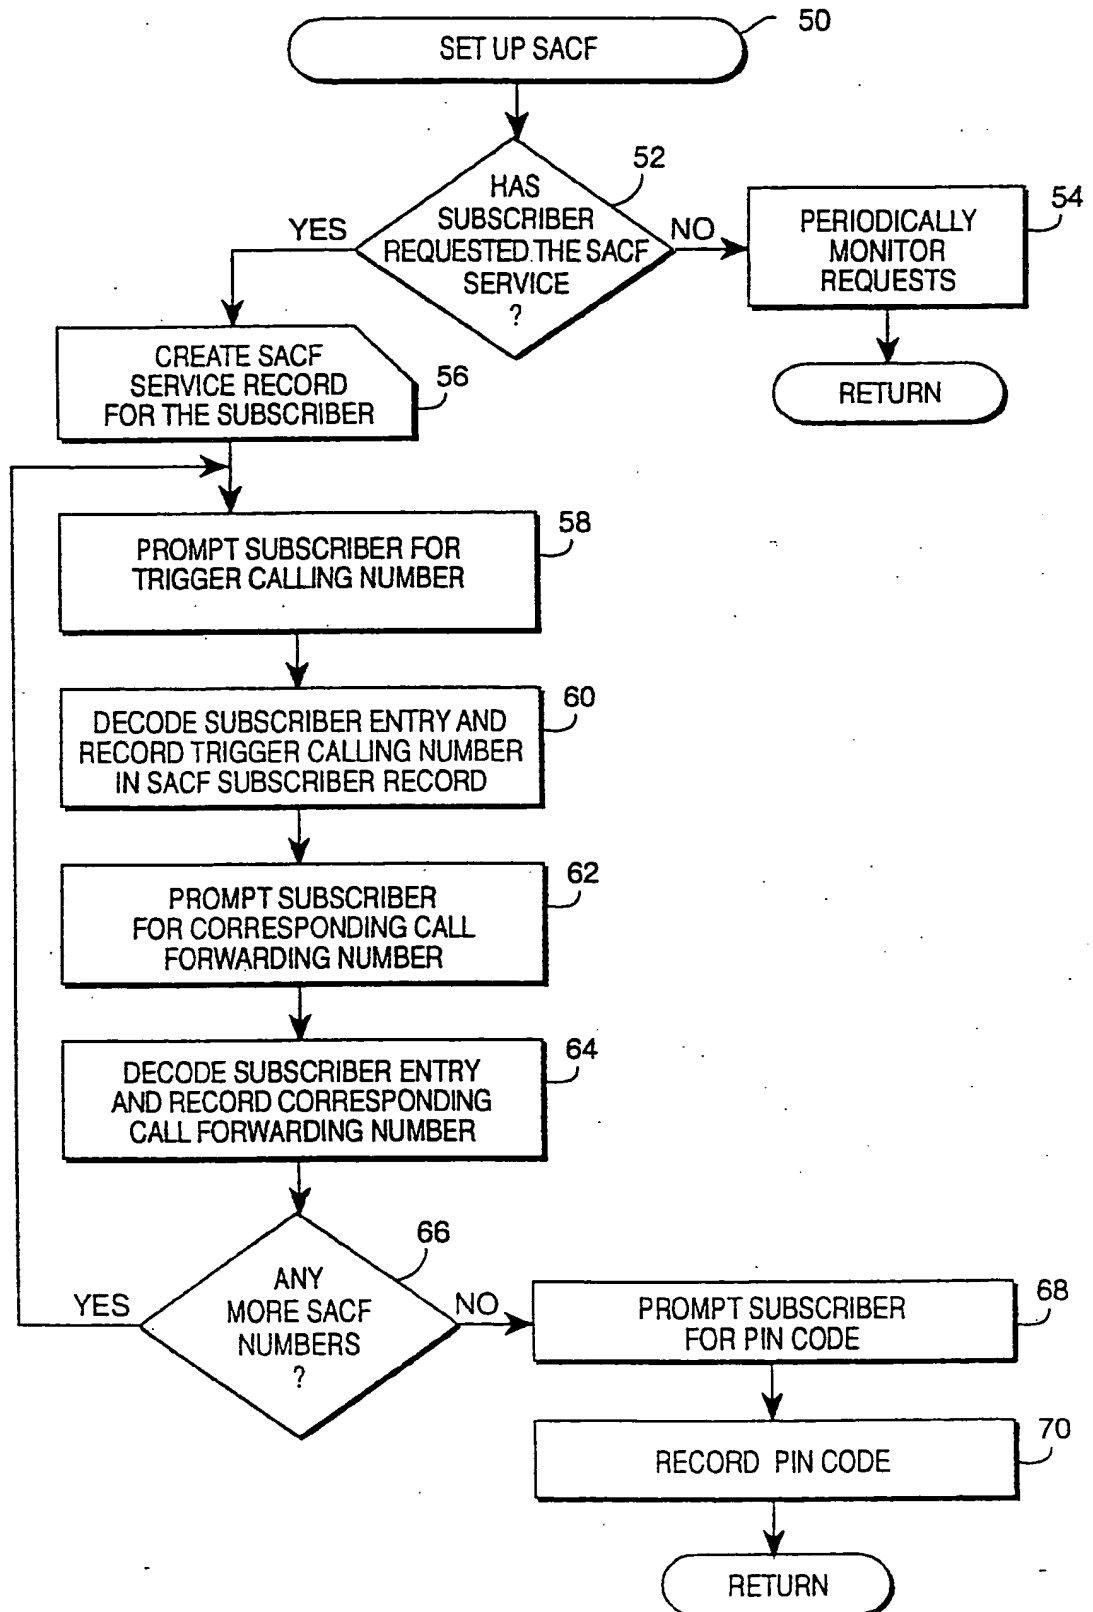 SET UP SACF
50
HAS
SUBSCRIBER
REQUESTED THE SACF
SERVICE
?
52
YES
NO
PERIODICALLY
MONITOR
REQUESTS
54
RETURN
CREATE SACF
SERVICE RECORD
FOR THE SUBSCRIBER
56
PROMPT SUBSCRIBER FOR
TRIGGER CALLING NUMBER
58
DECODE SUBSCRIBER ENTRY AND
RECORD TRIGGER CALLING NUMBER
IN SACF SUBSCRIBER RECORD
60
PROMPT SUBSCRIBER
FOR CORRESPONDING CALL
FORWARDING NUMBER
62
DECODE SUBSCRIBER ENTRY
AND RECORD CORRESPONDING
CALL FORWARDING NUMBER
64
ANY
MORE SACF
NUMBERS
?
66
YES
NO
PROMPT SUBSCRIBER
FOR PIN CODE
68
RECORD PIN CODE
70
RETURN